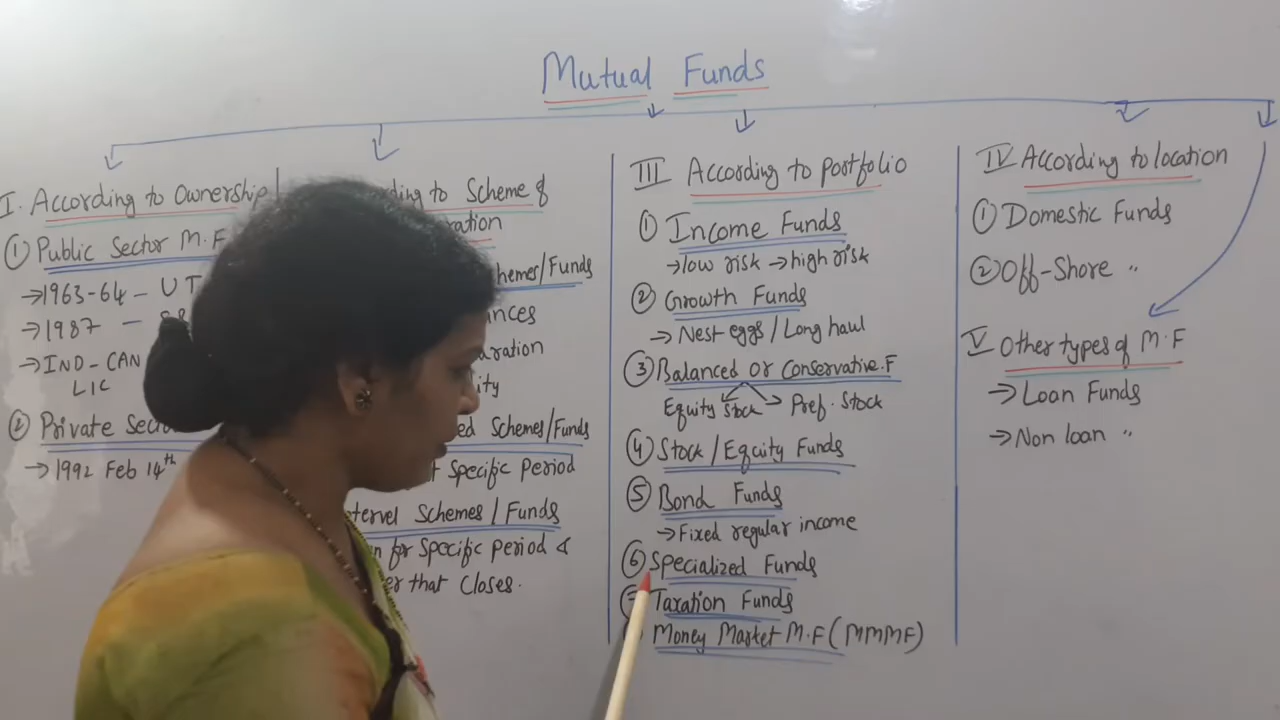 Mutual Funds
I. According to Ownership
① Public Sector M.F
→ 1963-64 - UT
→ 1987 -
→ IND - CAN
LIC
② Private Sect
→ 1992 Feb 14th
ding to Scheme of
ration
hemes/Funds
ances
aration
ity
ed Schemes/Funds
t Specific Period
terval Schemes / Funds
n for Specific period &
er that Closes.
III According to portfolio
① Income Funds
→ low risk → high risk
② Growth Funds
→ Nest eggs / Long haul
③ Balanced or Conservative.F
Equity Stock → Pref. Stock
④ Stock / Equity Funds
⑤ Bond Funds
→ Fixed regular income
⑥ Specialized Funds
Taxation Funds
Money Market M.F (MMMF)
IV According to location
① Domestic Funds
② Off-Shore "
V Other types of M.F
→ Loan Funds
→ Non loan "